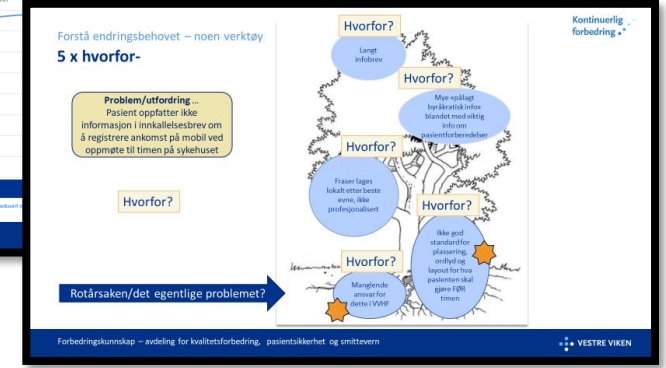 Forstå endringsbehovet – noen verktøy
5 x hvorfor-
Kontinuerlig
forbedring
Problem/utfordring ...
Pasient oppfatter ikke
informasjon i innkallelsesbrev om
å registrere ankomst på mobil ved
oppmøte til timen på sykehuset
Hvorfor?
Hvorfor?
Langt
infobrev
Hvorfor?
Mye «pålagt
byråkratisk info»
blandet med viktig
info om
pasientforberedelser
Hvorfor?
Fraser lages
lokalt etter beste
evne, ikke
profesjonalisert
Hvorfor?
Ikke god
standard for
plassering,
ordlyd og
layout for hva
pasienten skal
gjøre FØR
timen
Hvorfor?
Manglende
ansvar for
dette i VVHF
Rotårsaken/det egentlige problemet?
Forbedringskunnskap – avdeling for kvalitetsforbedring, pasientsikkerhet og smittevern
VESTRE VIKEN